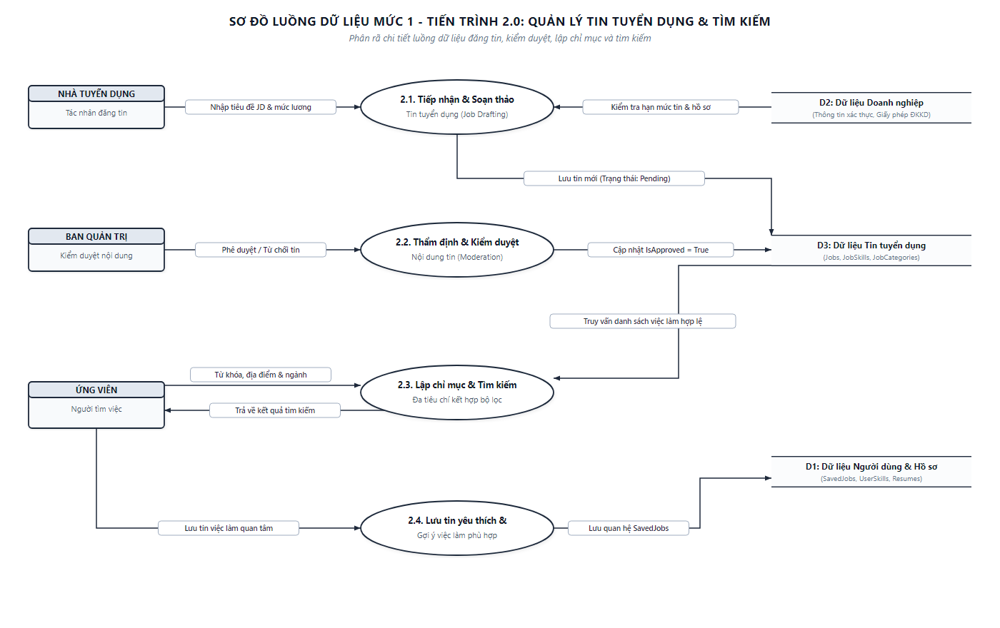 SƠ ĐỒ LUỒNG DỮ LIỆU MỨC 1 - TIẾN TRÌNH 2.0: QUẢN LÝ TIN TUYỂN DỤNG & TÌM KIẾM
Phân rã chi tiết luồng dữ liệu đăng tin, kiểm duyệt, lập chỉ mục và tìm kiếm
NHÀ TUYỂN DỤNG
Tác nhân đăng tin
Nhập tiêu đề JD & mức lương
2.1. Tiếp nhận & Soạn thảo
Tin tuyển dụng (Job Drafting)
Kiểm tra hạn mức tin & hồ sơ
D2: Dữ liệu Doanh nghiệp
(Thông tin xác thực, Giấy phép ĐKKD)
Lưu tin mới (Trạng thái: Pending)
BAN QUẢN TRỊ
Kiểm duyệt nội dung
Phê duyệt / Từ chối tin
2.2. Thẩm định & Kiểm duyệt
Nội dung tin (Moderation)
Cập nhật IsApproved = True
D3: Dữ liệu Tin tuyển dụng
(Jobs, JobSkills, JobCategories)
Truy vấn danh sách việc làm hợp lệ
ỨNG VIÊN
Người tìm việc
Từ khóa, địa điểm & ngành
Trả về kết quả tìm kiếm
2.3. Lập chỉ mục & Tìm kiếm
Đa tiêu chí kết hợp bộ lọc
D1: Dữ liệu Người dùng & Hồ sơ
(SavedJobs, UserSkills, Resumes)
Lưu tin việc làm quan tâm
2.4. Lưu tin yêu thích &
Gợi ý việc làm phù hợp
Lưu quan hệ SavedJobs